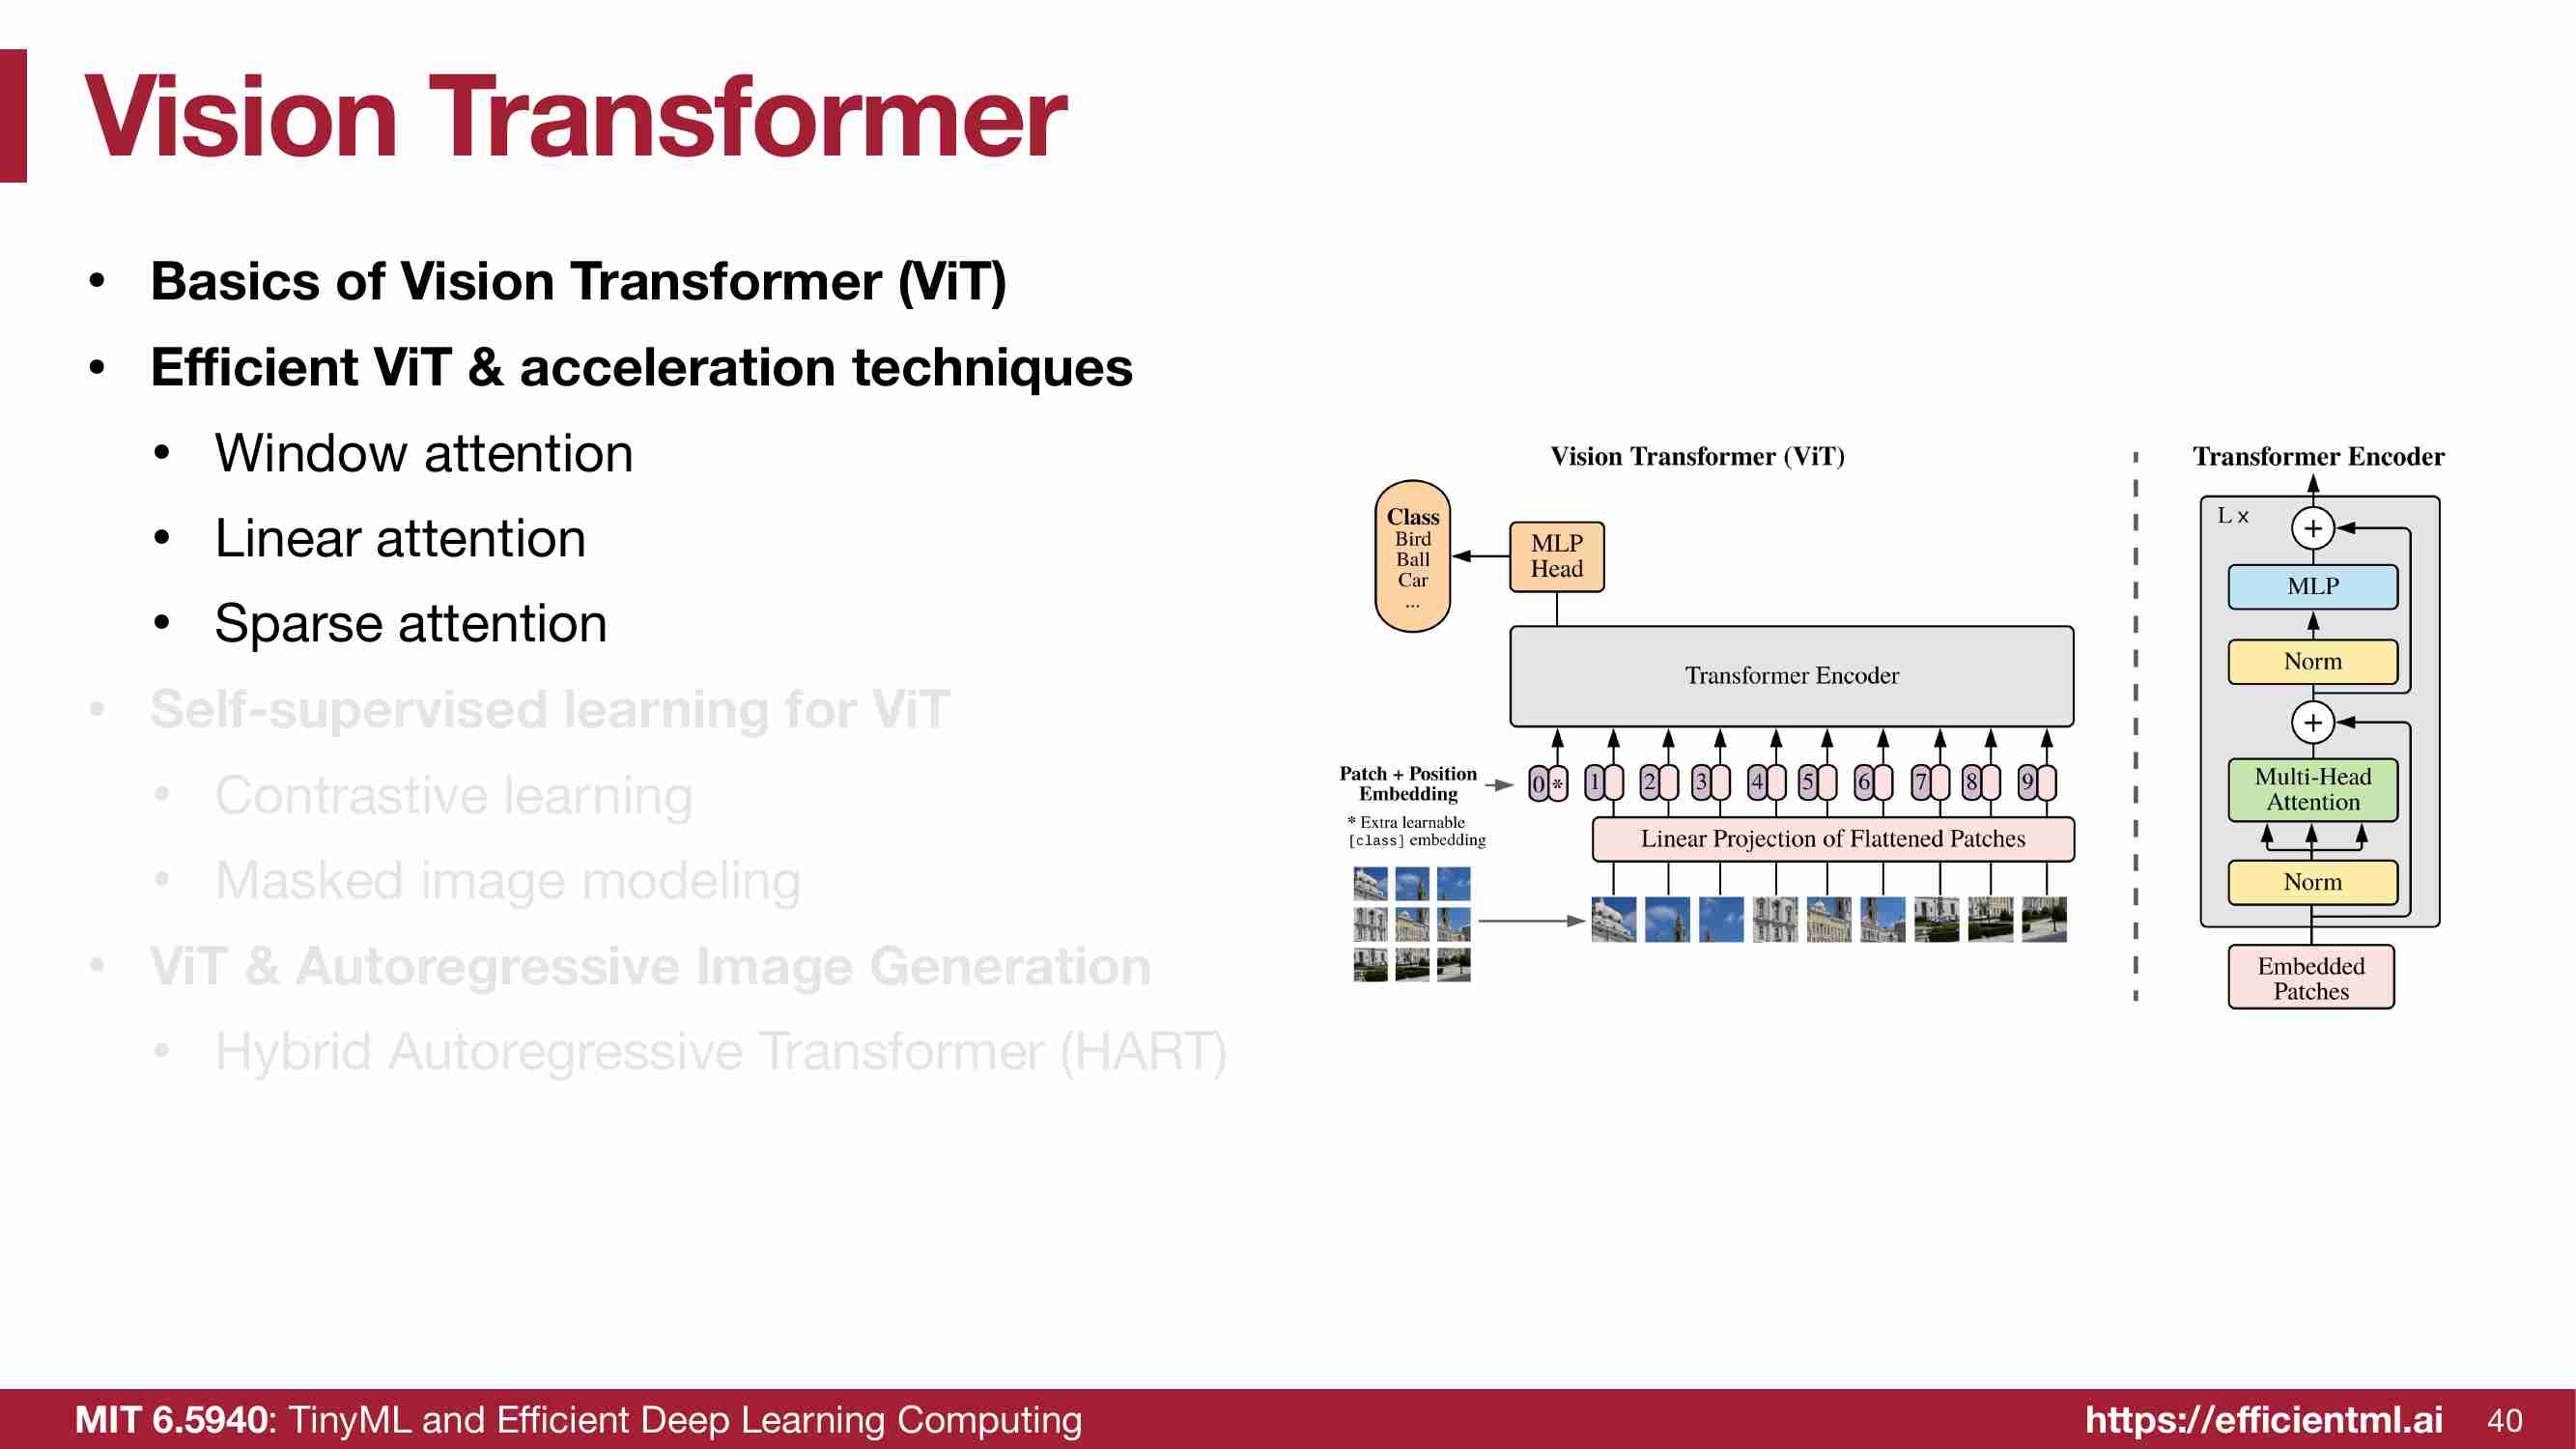 Vision Transformer
• Basics of Vision Transformer (ViT)
• Efficient ViT & acceleration techniques
• Window attention
• Linear attention
• Sparse attention
• Self-supervised learning for ViT
• Contrastive learning
• Masked image modeling
• ViT & Autoregressive Image Generation
• Hybrid Autoregressive Transformer (HART)
Vision Transformer (ViT)
Class
Bird
Ball
Car
...
MLP
Head
Transformer Encoder
Patch + Position
Embedding
* Extra learnable
[class] embedding
0 * 1 2 3 4 5 6 7 8 9
Linear Projection of Flattened Patches
Transformer Encoder
L x
+
MLP
Norm
+
Multi-Head
Attention
Norm
Embedded
Patches
MIT 6.5940: TinyML and Efficient Deep Learning Computing
https://efficientml.ai
40